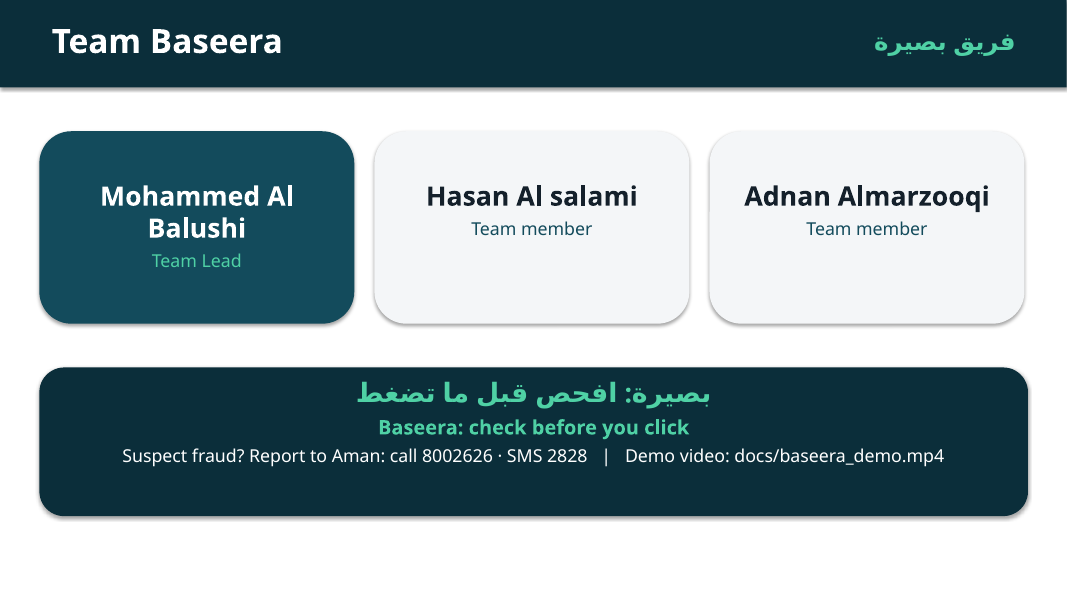 Team Baseera
فريق بصيرة
Mohammed Al
Balushi
Team Lead
Hasan Al salami
Team member
Adnan Almarzooqi
Team member
بصيرة: افحص قبل ما تضغط
Baseera: check before you click
Suspect fraud? Report to Aman: call 8002626 · SMS 2828 | Demo video: docs/baseera_demo.mp4